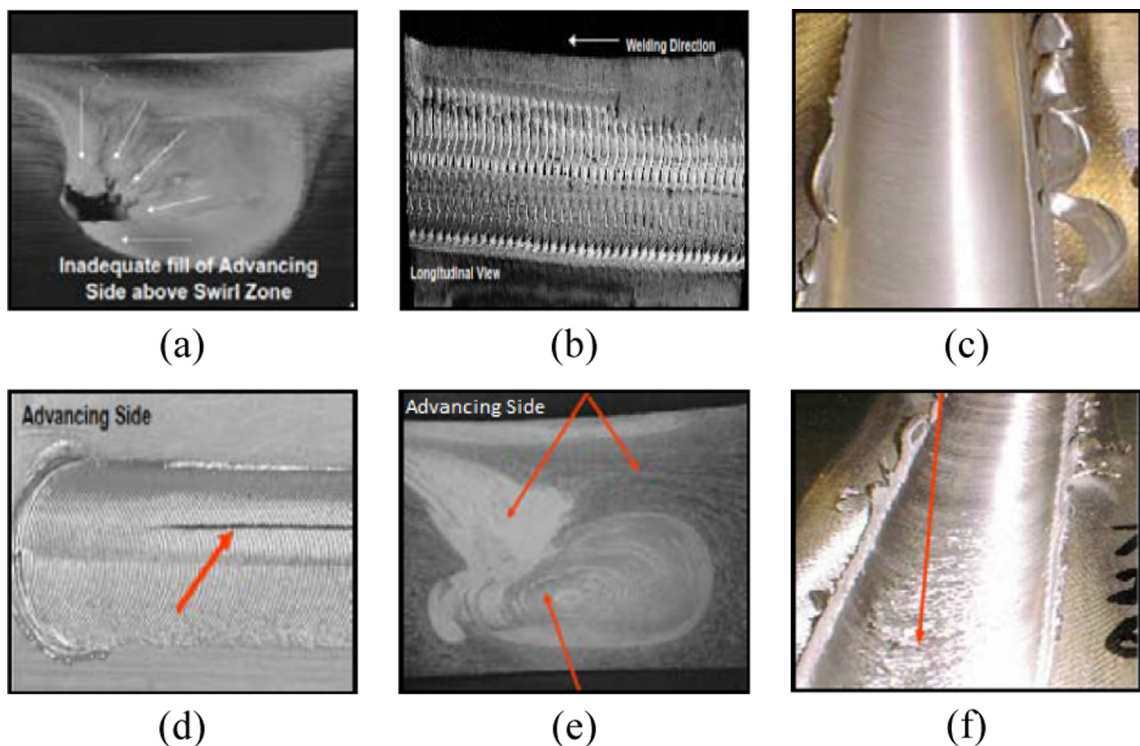 Inadequate fill of Advancing
Side above Swirl Zone
(a)
Welding Direction
Longitudinal View
(b)
(c)
Advancing Side
(d)
Advancing Side
(e)
(f)